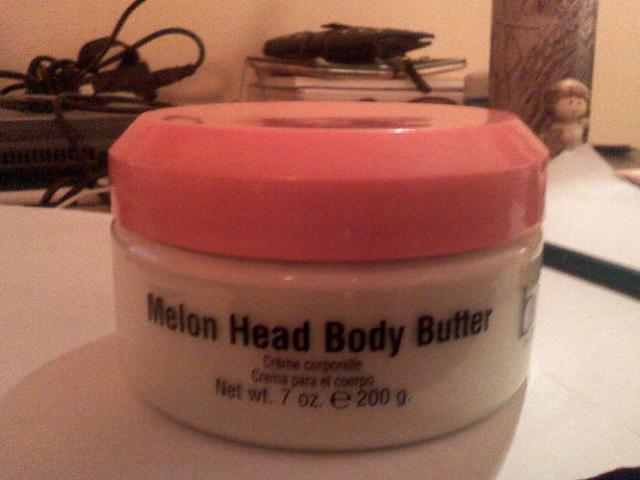 Melon Head Body Butter
Crème corporelle
Crema para el cuerpo
Net wt. 7 oz. ℮ 200 g.